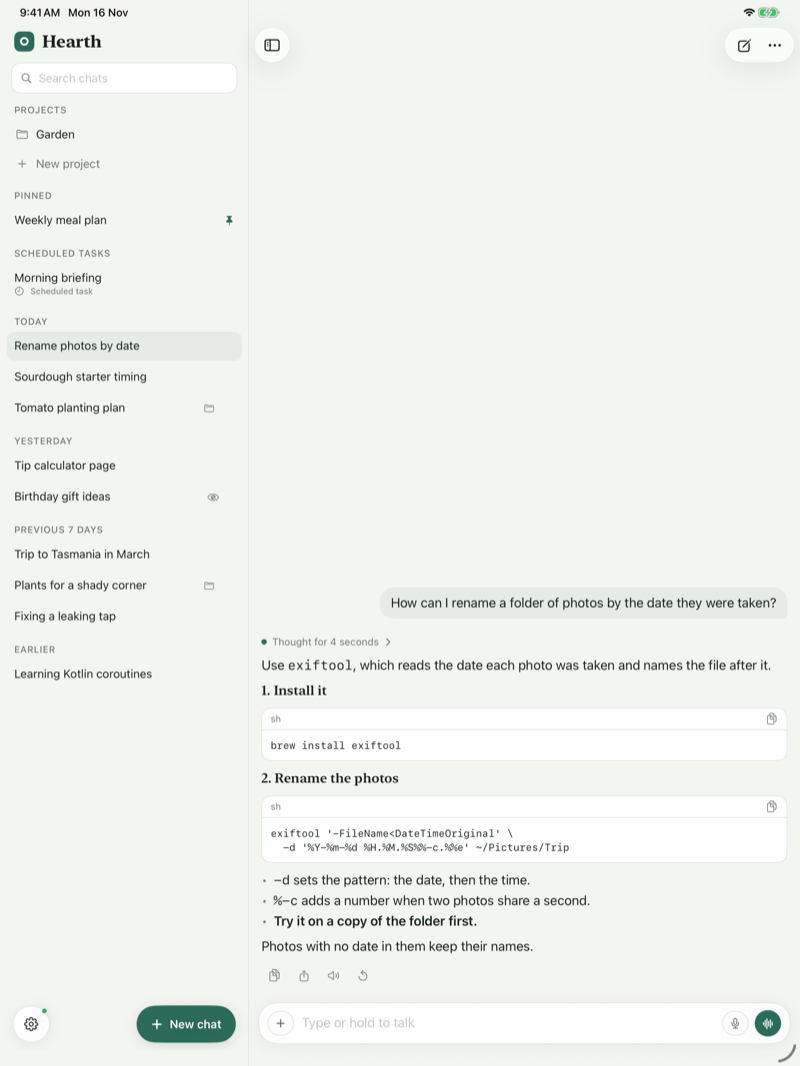 9:41 AM Mon 16 Nov
Hearth
Search chats
PROJECTS
Garden
New project
PINNED
Weekly meal plan
SCHEDULED TASKS
Morning briefing
Scheduled task
TODAY
Rename photos by date
Sourdough starter timing
Tomato planting plan
YESTERDAY
Tip calculator page
Birthday gift ideas
PREVIOUS 7 DAYS
Trip to Tasmania in March
Plants for a shady corner
Fixing a leaking tap
EARLIER
Learning Kotlin coroutines
New chat
How can I rename a folder of photos by the date they were taken?
Thought for 4 seconds
Use exiftool, which reads the date each photo was taken and names the file after it.
1. Install it
sh
brew install exiftool
2. Rename the photos
sh
exiftool '-FileName<DateTimeOriginal' \
-d '%Y-%m-%d %H.%M.%S%%-c.%%e' ~/Pictures/Trip
• -d sets the pattern: the date, then the time.
• %-c adds a number when two photos share a second.
• Try it on a copy of the folder first.
Photos with no date in them keep their names.
Type or hold to talk